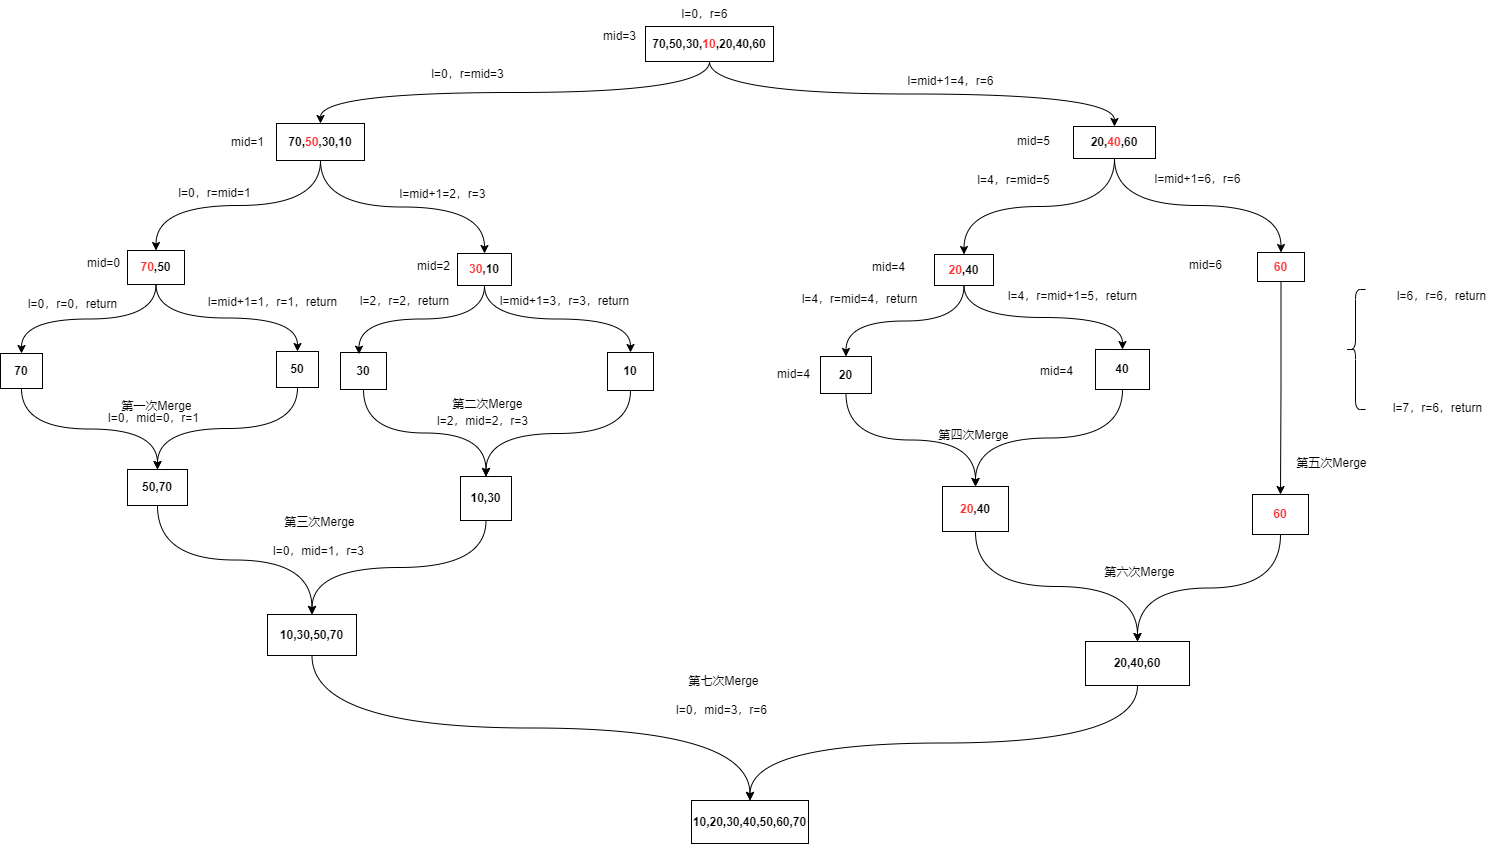 l=0，r=6
mid=3
70,50,30,10,20,40,60
l=0，r=mid=3
l=mid+1=4，r=6
mid=1
70,50,30,10
mid=5
20,40,60
l=0，r=mid=1
l=mid+1=2，r=3
l=4，r=mid=5
l=mid+1=6，r=6
mid=0
70,50
mid=2
30,10
mid=4
20,40
mid=6
60
l=0，r=0，return
l=mid+1=1，r=1，return
l=2，r=2，return
l=mid+1=3，r=3，return
l=4，r=mid=4，return
l=4，r=mid+1=5，return
l=6，r=6，return
70
50
30
10
mid=4
20
mid=4
40
第一次Merge
l=0，mid=0，r=1
第二次Merge
l=2，mid=2，r=3
l=7，r=6，return
第四次Merge
第五次Merge
50,70
10,30
20,40
60
第三次Merge
l=0，mid=1，r=3
第六次Merge
10,30,50,70
20,40,60
第七次Merge
l=0，mid=3，r=6
10,20,30,40,50,60,70